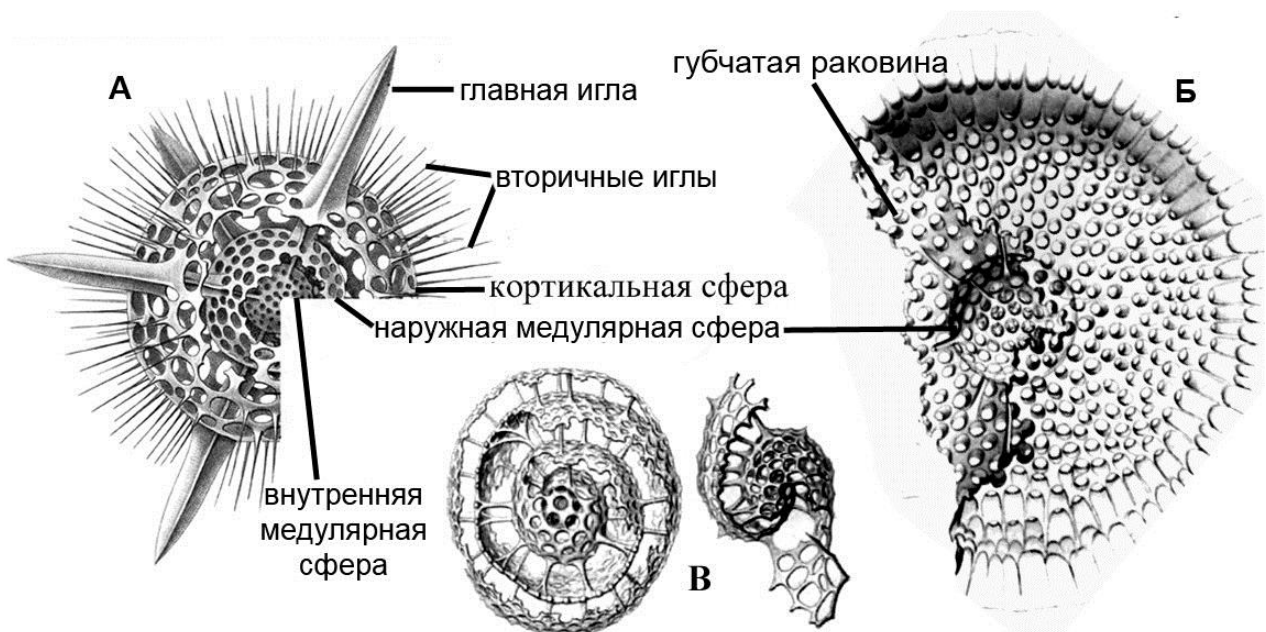 А
главная игла
вторичные иглы
кортикальная сфера
наружная медулярная сфера
внутренняя
медулярная
сфера
губчатая раковина
Б
В